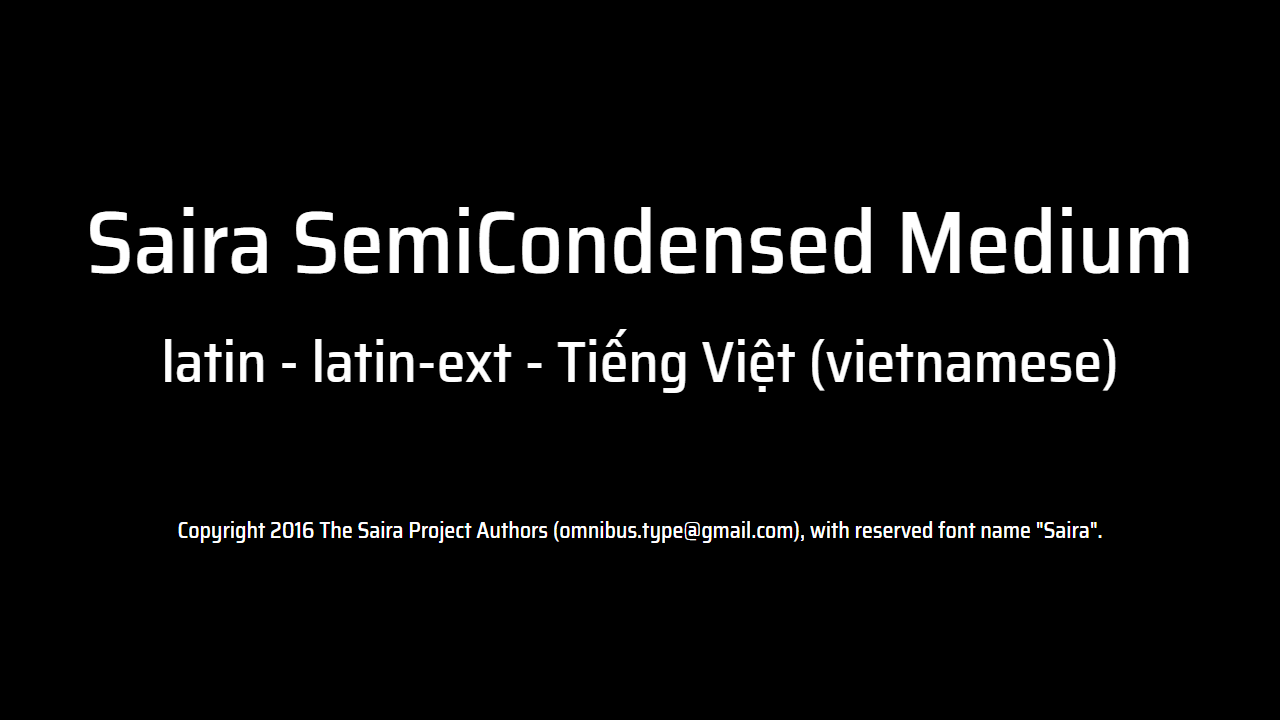 Saira SemiCondensed Medium
latin - latin-ext - Tiếng Việt (vietnamese)
Copyright 2016 The Saira Project Authors (omnibus.type@gmail.com), with reserved font name "Saira".